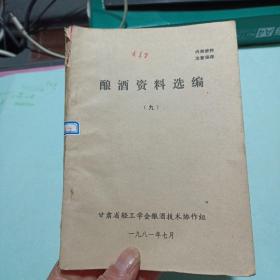 内部资料
注意保存
酿酒资料选编
（九）
甘肃省轻工学会酿酒技术协作组
一九八一年七月